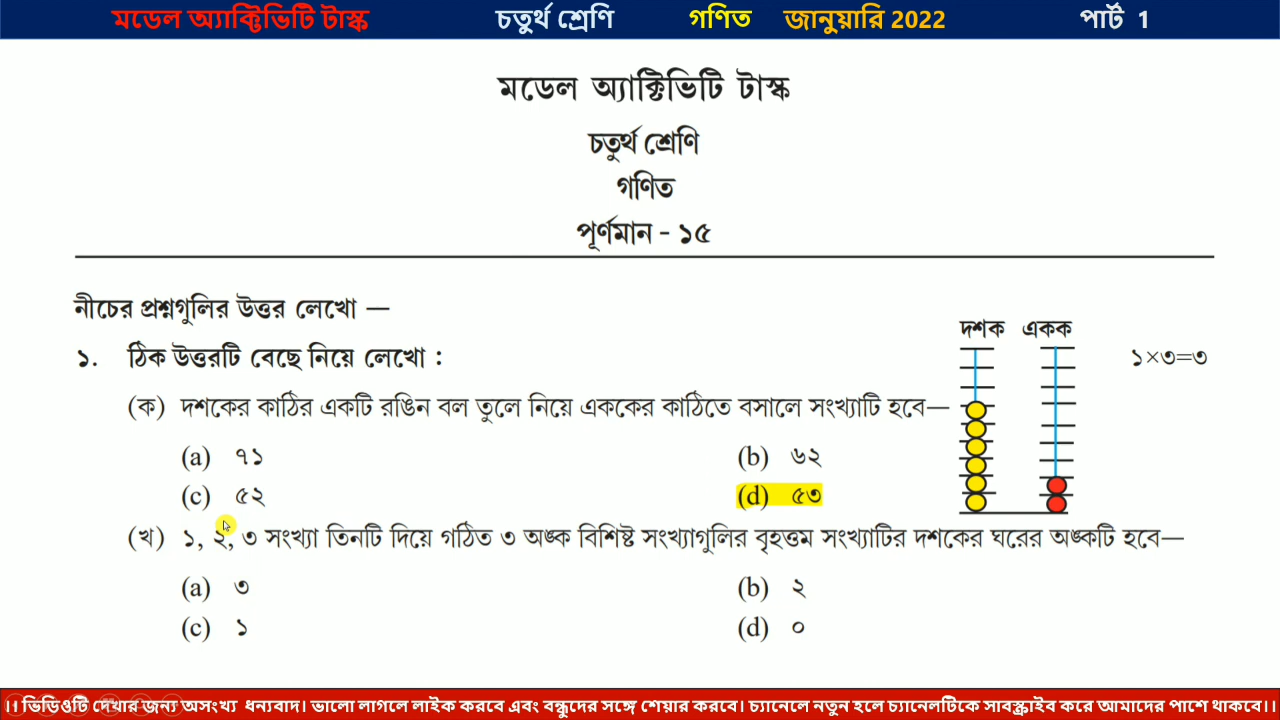 মডেল অ্যাক্টিভিটি টাস্ক চতুর্থ শ্রেণি গণিত জানুয়ারি 2022 পার্ট 1
মডেল অ্যাক্টিভিটি টাস্ক
চতুর্থ শ্রেণি
গণিত
পূর্ণমান - ১৫
নীচের প্রশ্নগুলির উত্তর লেখো —
দশক একক
১. ঠিক উত্তরটি বেছে নিয়ে লেখো : ১×৩=৩
(ক) দশকের কাঠির একটি রঙিন বল তুলে নিয়ে এককের কাঠিতে বসালে সংখ্যাটি হবে—
(a) ৭১ (b) ৬২
(c) ৫২ (d) ৫৩
(খ) ১, ২, ৩ সংখ্যা তিনটি দিয়ে গঠিত ৩ অঙ্ক বিশিষ্ট সংখ্যাগুলির বৃহত্তম সংখ্যাটির দশকের ঘরের অঙ্কটি হবে—
(a) ৩ (b) ২
(c) ১ (d) ০
।। ভিডিওটি দেখার জন্য অসংখ্য ধন্যবাদ। ভালো লাগলে লাইক করবে এবং বন্ধুদের সঙ্গে শেয়ার করবে। চ্যানেলে নতুন হলে চ্যানেলটিকে সাবস্ক্রাইব করে আমাদের পাশে থাকবে।।